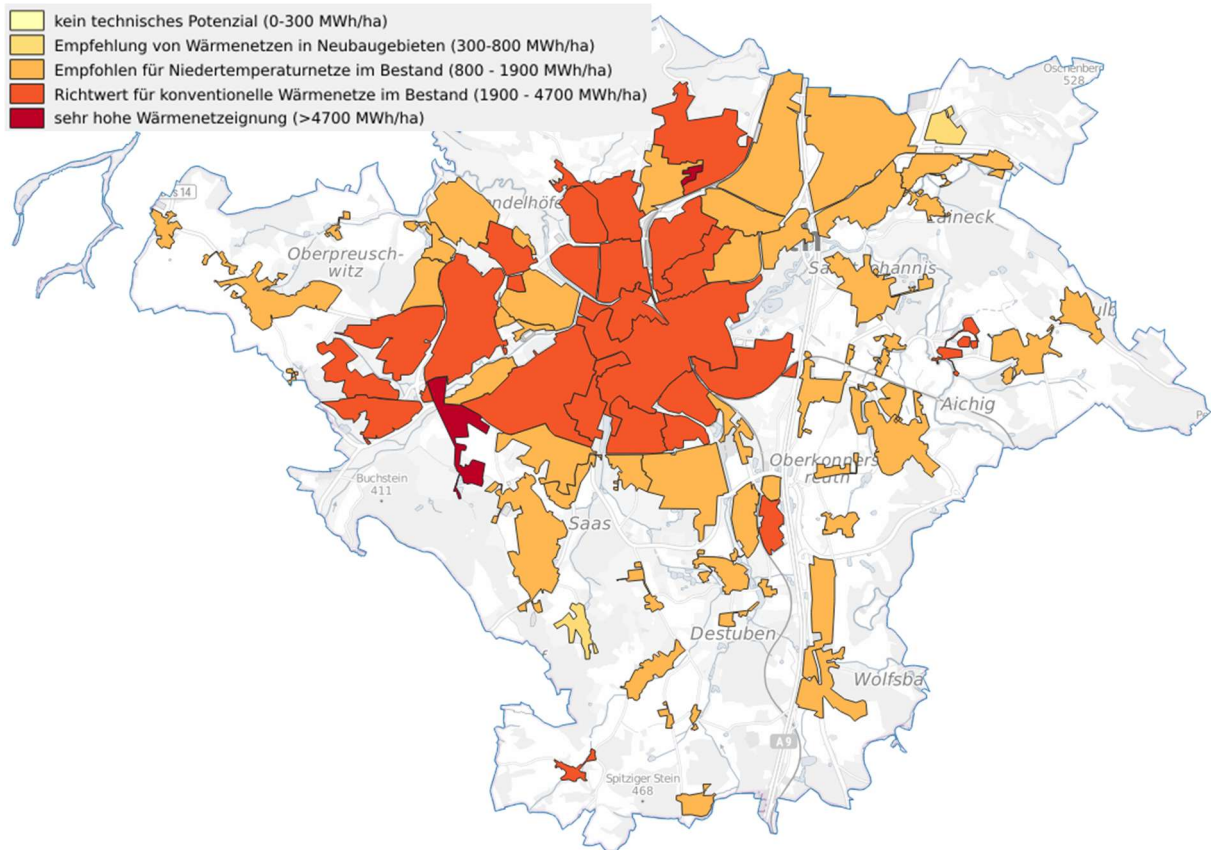 kein technisches Potenzial (0-300 MWh/ha)
Empfehlung von Wärmenetzen in Neubaugebieten (300-800 MWh/ha)
Empfohlen für Niedertemperaturnetze im Bestand (800 - 1900 MWh/ha)
Richtwert für konventionelle Wärmenetze im Bestand (1900 - 4700 MWh/ha)
sehr hohe Wärmenetzeignung (>4700 MWh/ha)
528
14
Oberpreusch-
witz
Aichig
Oberkonners
reuth
Buchstein
411
Saas
Destuben
Wolfsba
A 9
Spitziger Stein
468